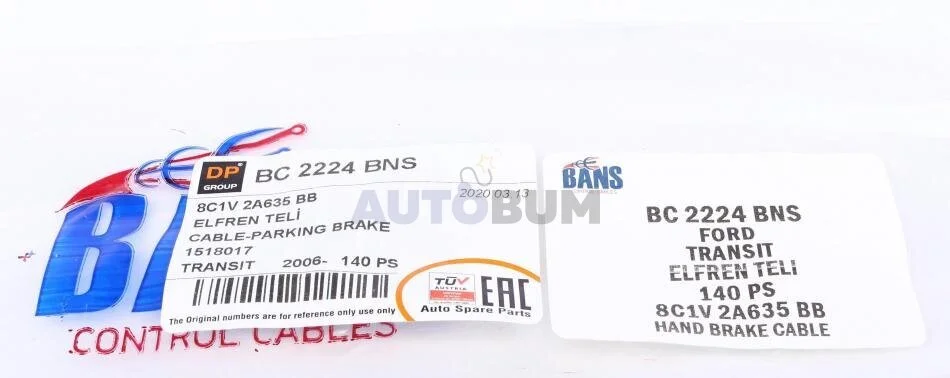 DP
GROUP
BC 2224 BNS
2020 03 13
8C1V 2A635 BB
ELFREN TELİ
CABLE-PARKING BRAKE
1518017
TRANSIT 2006- 140 PS
The Original numbers are for reference only use only
TÜV
AUSTRIA
EAC
Auto Spare Parts
CONTROL CABLES
AUTOBUM
BANS
BC 2224 BNS
FORD
TRANSIT
ELFREN TELİ
140 PS
8C1V 2A635 BB
HAND BRAKE CABLE